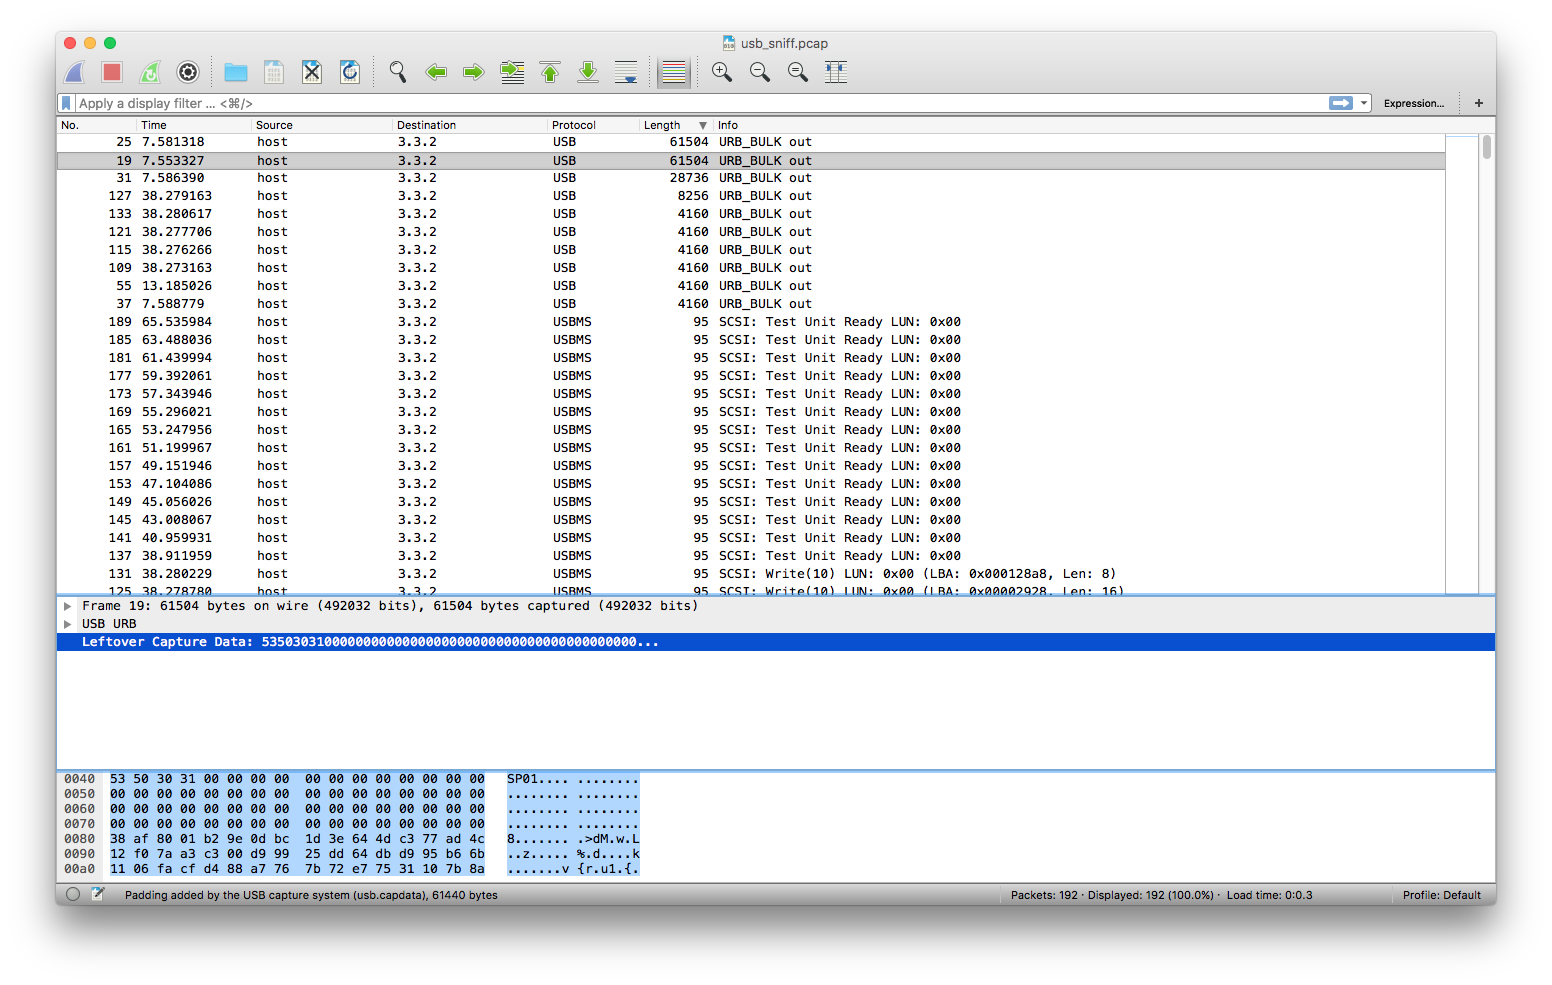 usb_sniff.pcap
Apply a display filter ... <⌘/>
Expression... +
No. Time Source Destination Protocol Length Info
25 7.581318 host 3.3.2 USB 61504 URB_BULK out
19 7.553327 host 3.3.2 USB 61504 URB_BULK out
31 7.586390 host 3.3.2 USB 28736 URB_BULK out
127 38.279163 host 3.3.2 USB 8256 URB_BULK out
133 38.280617 host 3.3.2 USB 4160 URB_BULK out
121 38.277706 host 3.3.2 USB 4160 URB_BULK out
115 38.276266 host 3.3.2 USB 4160 URB_BULK out
109 38.273163 host 3.3.2 USB 4160 URB_BULK out
55 13.185026 host 3.3.2 USB 4160 URB_BULK out
37 7.588779 host 3.3.2 USB 4160 URB_BULK out
189 65.535984 host 3.3.2 USBMS 95 SCSI: Test Unit Ready LUN: 0x00
185 63.488036 host 3.3.2 USBMS 95 SCSI: Test Unit Ready LUN: 0x00
181 61.439994 host 3.3.2 USBMS 95 SCSI: Test Unit Ready LUN: 0x00
177 59.392061 host 3.3.2 USBMS 95 SCSI: Test Unit Ready LUN: 0x00
173 57.343946 host 3.3.2 USBMS 95 SCSI: Test Unit Ready LUN: 0x00
169 55.296021 host 3.3.2 USBMS 95 SCSI: Test Unit Ready LUN: 0x00
165 53.247956 host 3.3.2 USBMS 95 SCSI: Test Unit Ready LUN: 0x00
161 51.199967 host 3.3.2 USBMS 95 SCSI: Test Unit Ready LUN: 0x00
157 49.151946 host 3.3.2 USBMS 95 SCSI: Test Unit Ready LUN: 0x00
153 47.104086 host 3.3.2 USBMS 95 SCSI: Test Unit Ready LUN: 0x00
149 45.056026 host 3.3.2 USBMS 95 SCSI: Test Unit Ready LUN: 0x00
145 43.008067 host 3.3.2 USBMS 95 SCSI: Test Unit Ready LUN: 0x00
141 40.959931 host 3.3.2 USBMS 95 SCSI: Test Unit Ready LUN: 0x00
137 38.911959 host 3.3.2 USBMS 95 SCSI: Test Unit Ready LUN: 0x00
131 38.280229 host 3.3.2 USBMS 95 SCSI: Write(10) LUN: 0x00 (LBA: 0x000128a8, Len: 8)
125 38.278780 host 3.3.2 USBMS 95 SCSI: Write(10) LUN: 0x00 (LBA: 0x00002928, Len: 16)
Frame 19: 61504 bytes on wire (492032 bits), 61504 bytes captured (492032 bits)
USB URB
Leftover Capture Data: 535030310000000000000000000000000000000000000000...
0040 53 50 30 31 00 00 00 00 00 00 00 00 00 00 00 00 SP01.... ........
0050 00 00 00 00 00 00 00 00 00 00 00 00 00 00 00 00 ........ ........
0060 00 00 00 00 00 00 00 00 00 00 00 00 00 00 00 00 ........ ........
0070 00 00 00 00 00 00 00 00 00 00 00 00 00 00 00 00 ........ ........
0080 38 af 80 01 b2 9e 0d bc 1d 3e 64 4d c3 77 ad 4c 8....... .>dM.w.L
0090 12 f0 7a a3 c3 00 d9 99 25 dd 64 db d9 95 b6 6b ..z..... %.d....k
00a0 11 06 fa cf d4 88 a7 76 7b 72 e7 75 31 10 7b 8a .......v {r.u1.{.
Padding added by the USB capture system (usb.capdata), 61440 bytes
Packets: 192 · Displayed: 192 (100.0%) · Load time: 0:0.3
Profile: Default